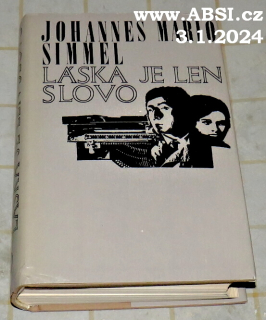 www.ABSI.cz
3.1.2024
JOHANNES MARIO
SIMMEL
LÁSKA JE LEN
SLOVO